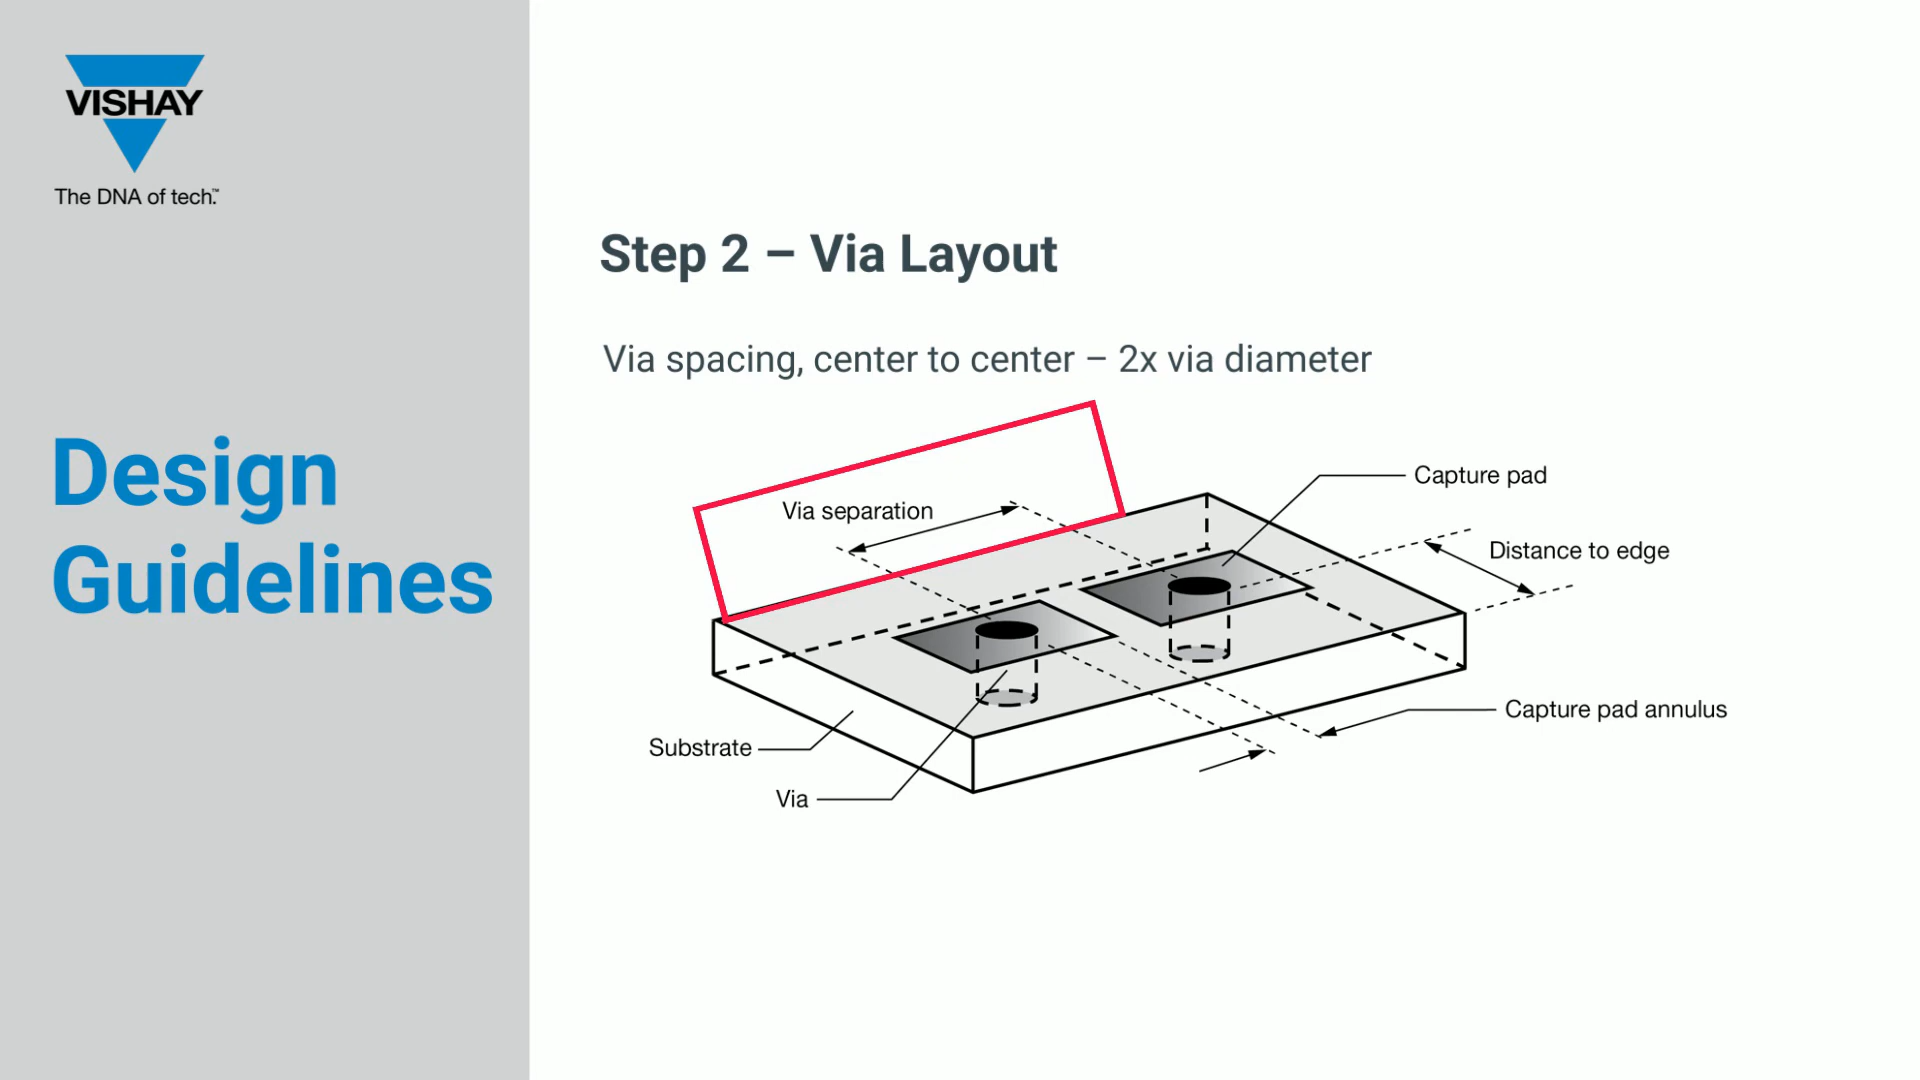 VISHAY
The DNA of tech.™
Design
Guidelines
Step 2 – Via Layout
Via spacing, center to center – 2x via diameter
Capture pad
Via separation
Distance to edge
Capture pad annulus
Substrate
Via